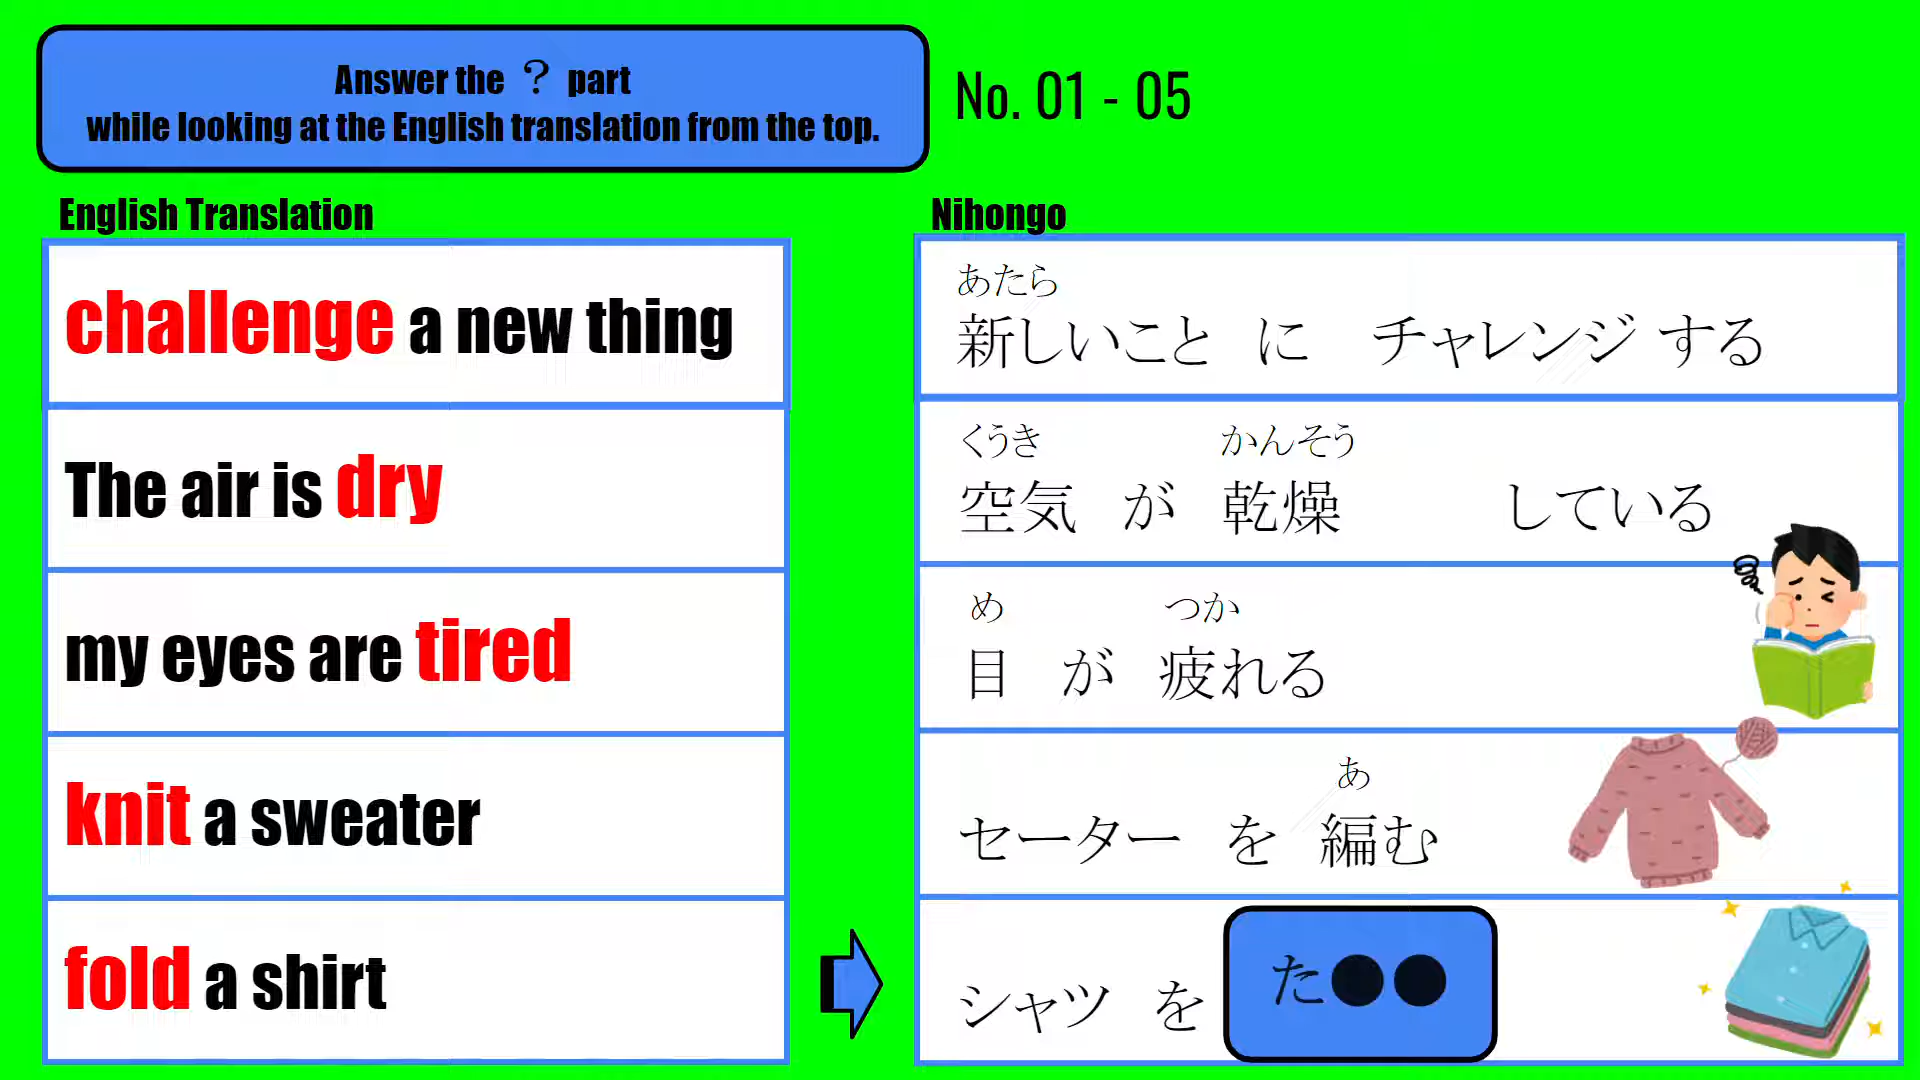 Answer the ？ part
while looking at the English translation from the top.
No. 01 - 05
English Translation
Nihongo
challenge a new thing
あたら
新しいこと に チャレンジ する
The air is dry
くうき かんそう
空気 が 乾燥 している
my eyes are tired
め つか
目 が 疲れる
knit a sweater
あ
セーター を 編む
fold a shirt
シャツ を た●●